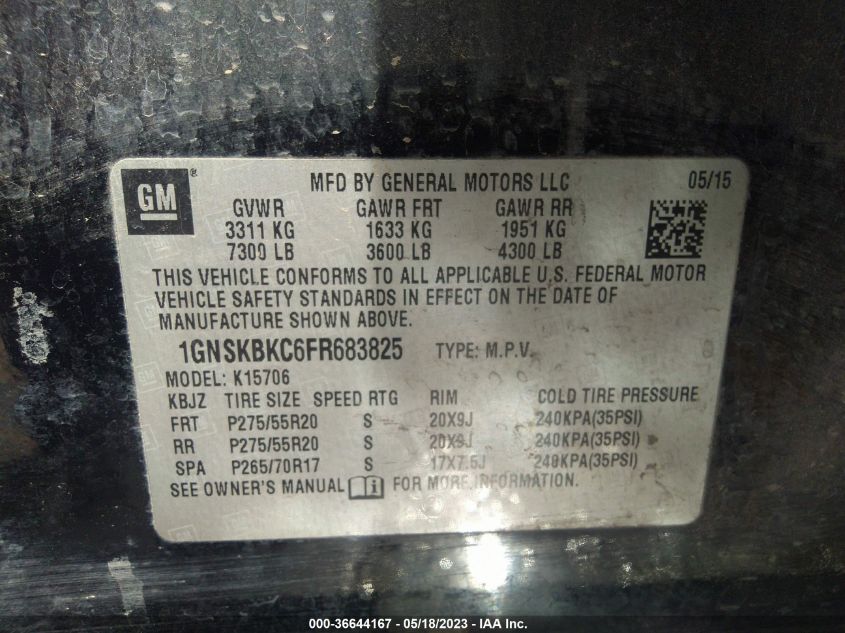 GM ® MFD BY GENERAL MOTORS LLC 05/15
GVWR GAWR FRT GAWR RR
3311 KG 1633 KG 1951 KG
7300 LB 3600 LB 4300 LB
THIS VEHICLE CONFORMS TO ALL APPLICABLE U.S. FEDERAL MOTOR
VEHICLE SAFETY STANDARDS IN EFFECT ON THE DATE OF
MANUFACTURE SHOWN ABOVE.
1GNSKBKC6FR683825 TYPE: M.P.V.
MODEL: K15706
KBJZ TIRE SIZE SPEED RTG RIM COLD TIRE PRESSURE
FRT P275/55R20 S 20X9J 240KPA(35PSI)
RR P275/55R20 S 20X9J 240KPA(35PSI)
SPA P265/70R17 S 17X7.5J 240KPA(35PSI)
SEE OWNER'S MANUAL FOR MORE INFORMATION.
000-36644167 - 05/18/2023 - IAA Inc.